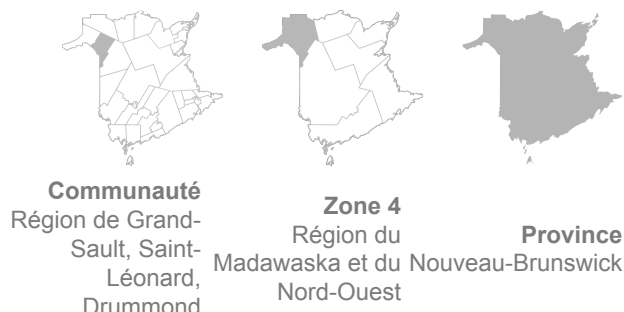 Communauté
Région de Grand-
Sault, Saint-
Léonard,
Drummond
Zone 4
Région du
Madawaska et du
Nord-Ouest
Province
Nouveau-Brunswick